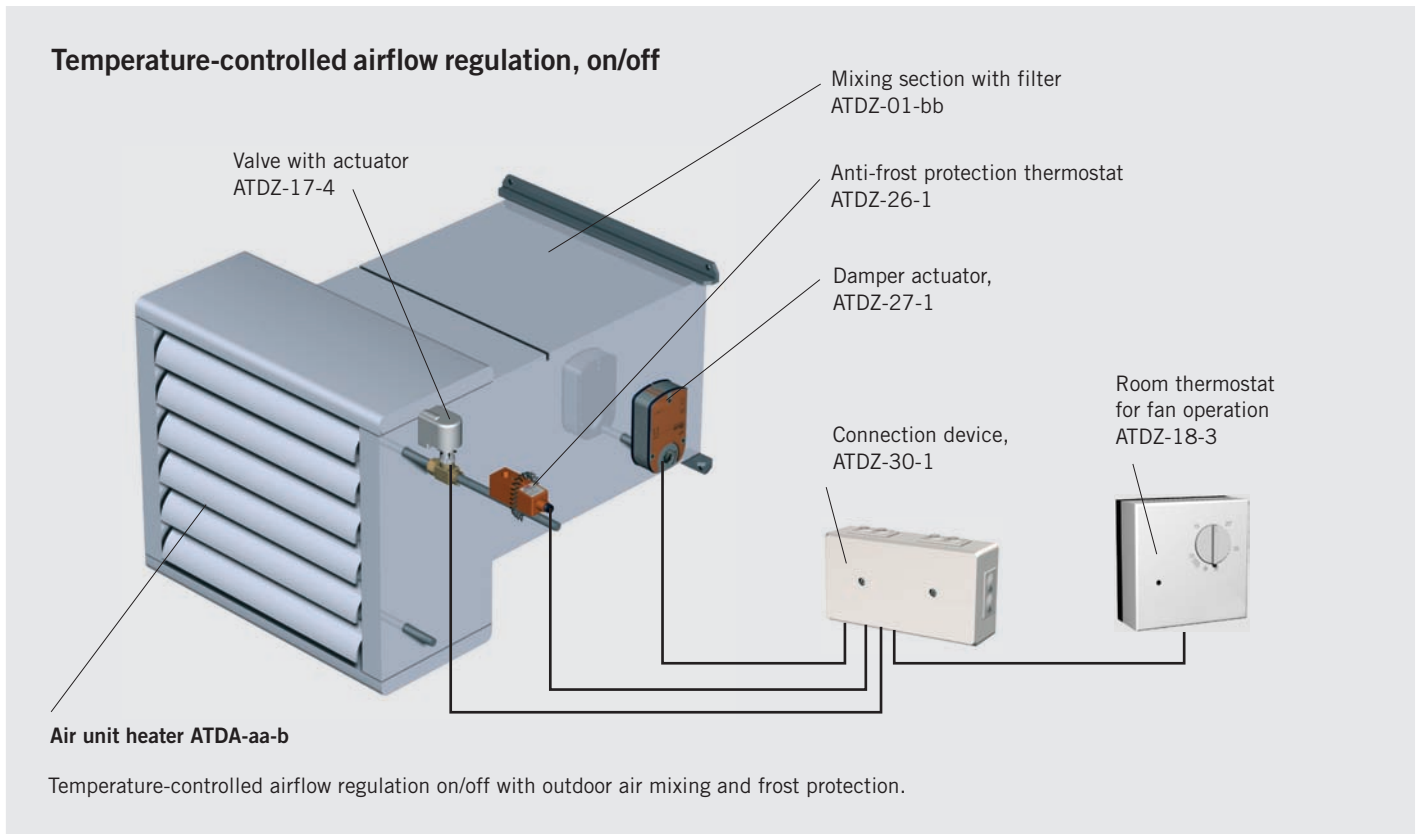 Temperature-controlled airflow regulation, on/off
Mixing section with filter
ATDZ-01-bb
Valve with actuator
ATDZ-17-4
Anti-frost protection thermostat
ATDZ-26-1
Damper actuator,
ATDZ-27-1
Room thermostat
for fan operation
ATDZ-18-3
Connection device,
ATDZ-30-1
Air unit heater ATDA-aa-b
Temperature-controlled airflow regulation on/off with outdoor air mixing and frost protection.